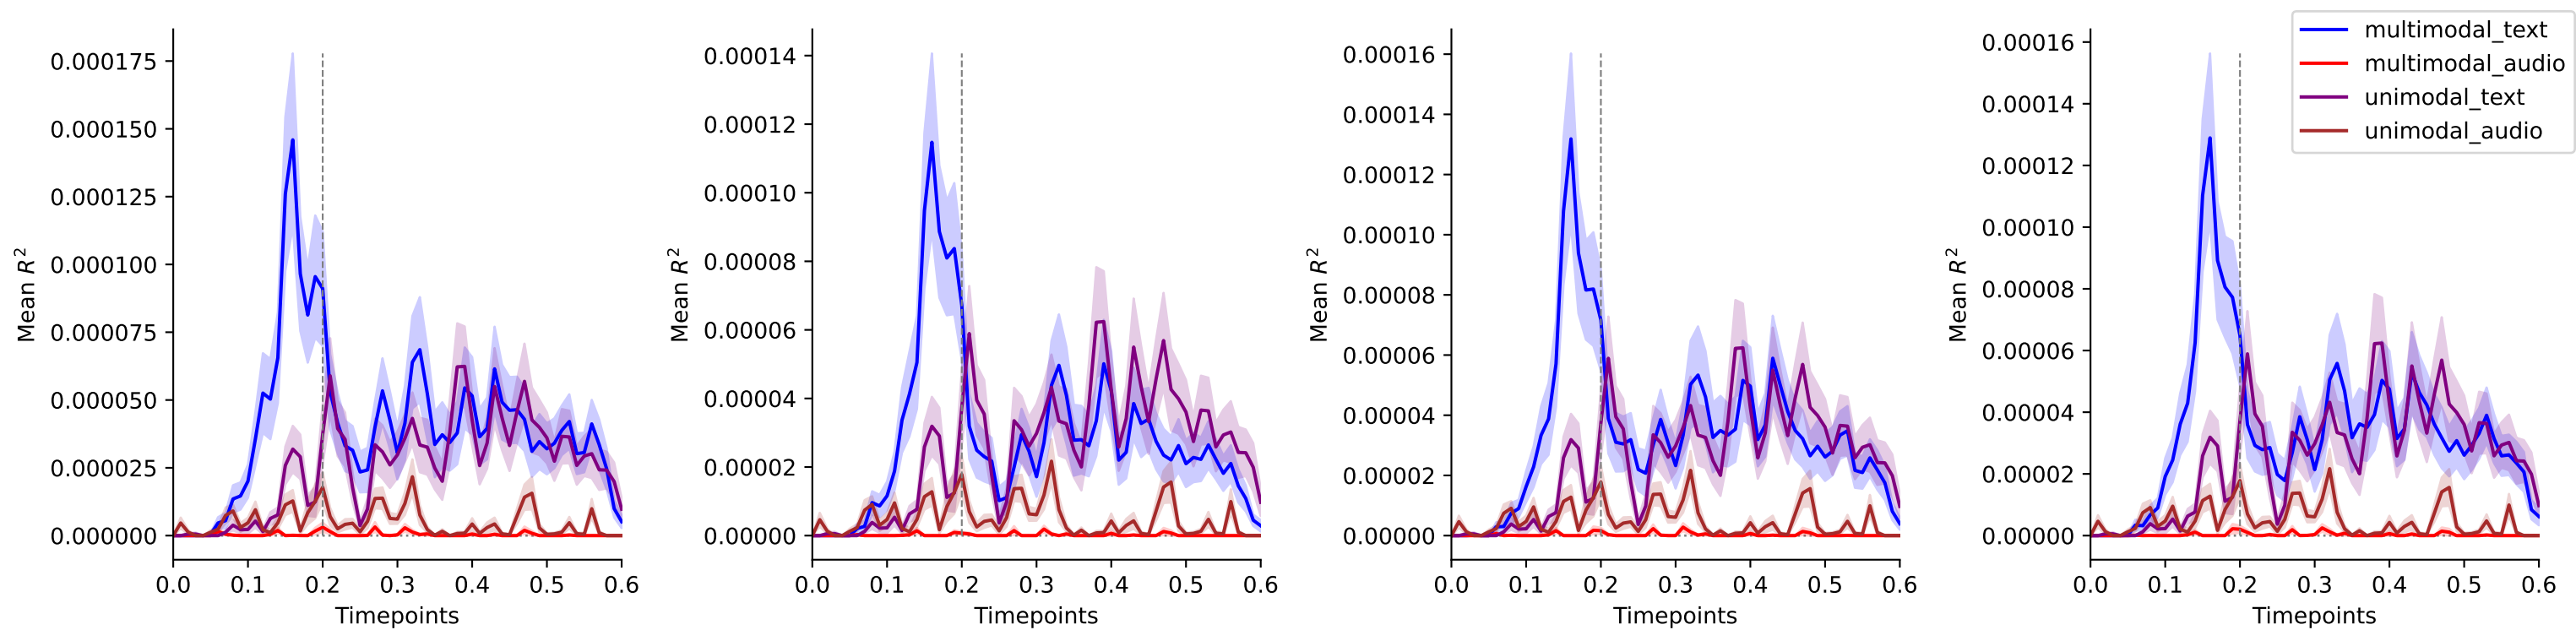 0.000175
0.000150
0.000125
0.000100
0.000075
0.000050
0.000025
0.000000
Mean R²
0.0 0.1 0.2 0.3 0.4 0.5 0.6
Timepoints
0.00014
0.00012
0.00010
0.00008
0.00006
0.00004
0.00002
0.00000
Mean R²
0.0 0.1 0.2 0.3 0.4 0.5 0.6
Timepoints
0.00016
0.00014
0.00012
0.00010
0.00008
0.00006
0.00004
0.00002
0.00000
Mean R²
0.0 0.1 0.2 0.3 0.4 0.5 0.6
Timepoints
0.00016
0.00014
0.00012
0.00010
0.00008
0.00006
0.00004
0.00002
0.00000
Mean R²
0.0 0.1 0.2 0.3 0.4 0.5 0.6
Timepoints
multimodal_text
multimodal_audio
unimodal_text
unimodal_audio